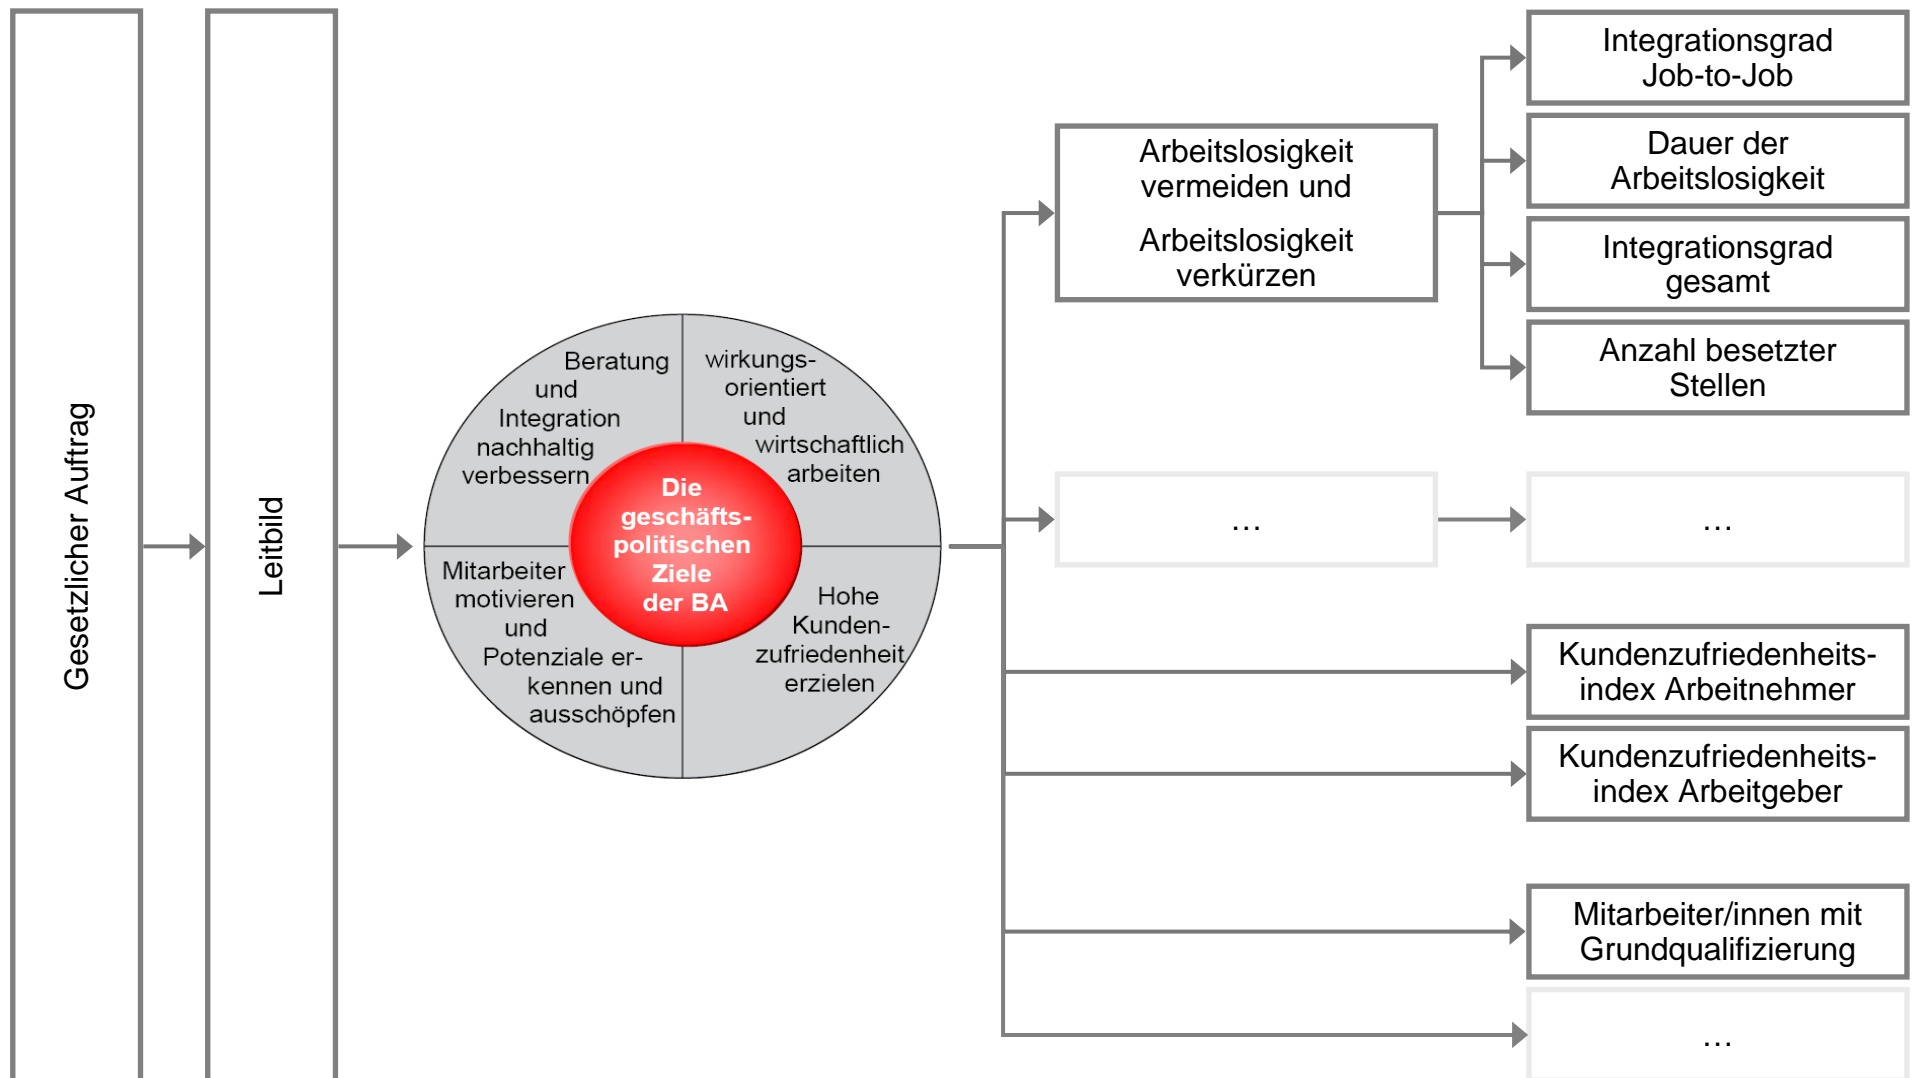 Gesetzlicher Auftrag
Leitbild
Beratung
und
Integration
nachhaltig
verbessern
wirkungs-
orientiert
und
wirtschaftlich
arbeiten
Die
geschäfts-
politischen
Ziele
der BA
Mitarbeiter
motivieren
und
Potenziale er-
kennen und
ausschöpfen
Hohe
Kunden-
zufriedenheit
erzielen
Arbeitslosigkeit
vermeiden und
Arbeitslosigkeit
verkürzen
Integrationsgrad
Job-to-Job
Dauer der
Arbeitslosigkeit
Integrationsgrad
gesamt
Anzahl besetzter
Stellen
…
…
Kundenzufriedenheits-
index Arbeitnehmer
Kundenzufriedenheits-
index Arbeitgeber
Mitarbeiter/innen mit
Grundqualifizierung
…